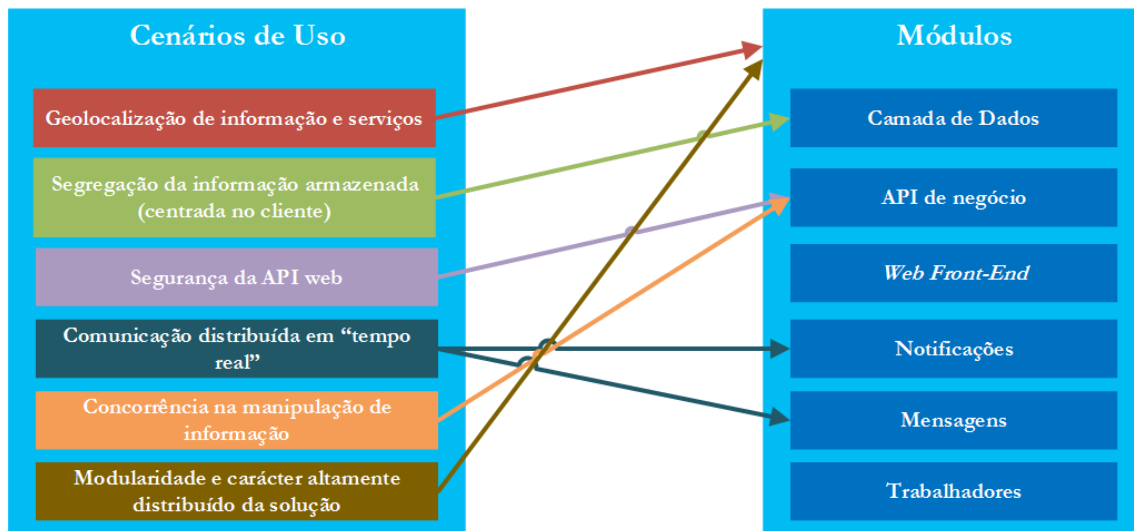 Cenários de Uso
Geolocalização de informação e serviços
Segregação da informação armazenada
(centrada no cliente)
Segurança da API web
Comunicação distribuída em “tempo
real”
Concorrência na manipulação de
informação
Modularidade e carácter altamente
distribuído da solução
Módulos
Camada de Dados
API de negócio
Web Front-End
Notificações
Mensagens
Trabalhadores